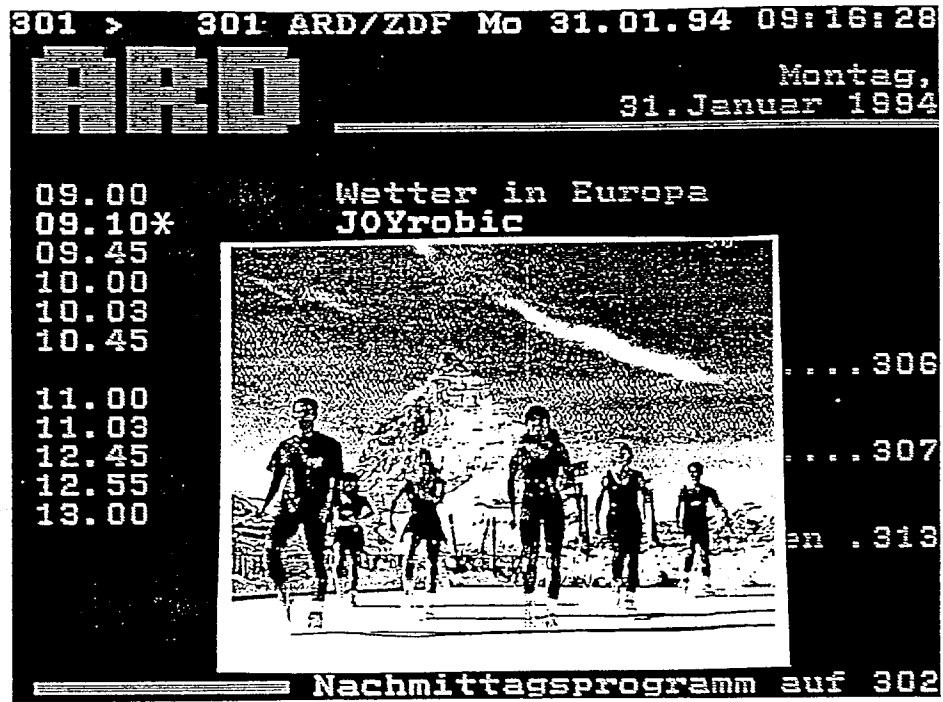 301 > 301 ARD/ZDF Mo 31.01.94 09:16:28
ARD
Montag,
31.Januar 1994
09.00 Wetter in Europa
09.10* JOYrobic
09.45
10.00
10.03
10.45 ....306
11.00
11.03
12.45 ....307
12.55
13.00
en .313
Nachmittagsprogramm auf 302